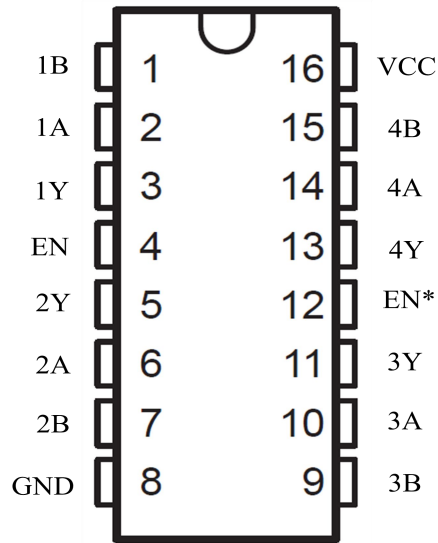 1B 1 16 VCC
1A 2 15 4B
1Y 3 14 4A
EN 4 13 4Y
2Y 5 12 EN*
2A 6 11 3Y
2B 7 10 3A
GND 8 9 3B